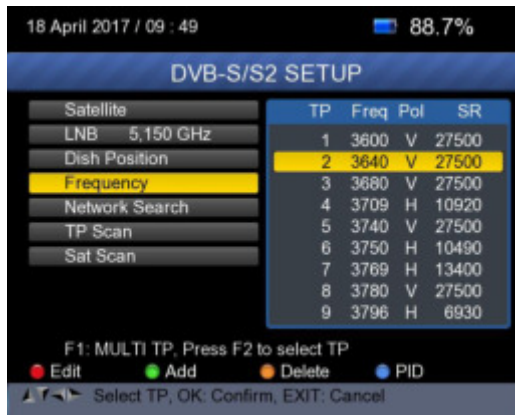 18 April 2017 / 09 : 49 88.7%
DVB-S/S2 SETUP
Satellite
LNB 5,150 GHz
Dish Position
Frequency
Network Search
TP Scan
Sat Scan
TP Freq Pol SR
1 3600 V 27500
2 3640 V 27500
3 3680 V 27500
4 3709 H 10920
5 3740 V 27500
6 3750 H 10490
7 3769 H 13400
8 3780 V 27500
9 3796 H 6930
F1: MULTI TP, Press F2 to select TP
Edit Add Delete PID
Select TP, OK: Confirm, EXIT: Cancel